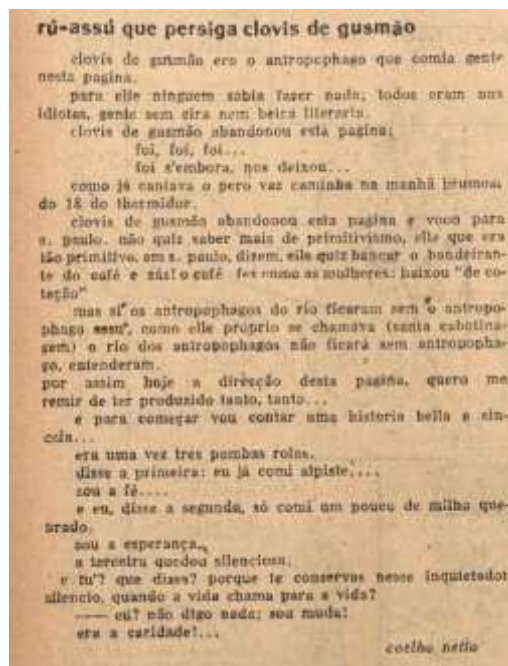 rú-assú que persiga clovis de gusmão
clovis de gusmão era o antropophago que comia gente
nesta pagina.
para elle ninguem sabia fazer nada; todos eram uns
idiotas, gente sem eira nem beira literaria.
clovis de gusmão abandonou esta pagina;
foi, foi, foi...
foi s'embora, nos deixou...
como já cantava o pero vaz caminha na manhã brumosa
do 18 do thermidor.
clovis de gusmão abandonou esta pagina e voou para
s. paulo. não quiz saber mais de primitivismo, elle que era
tão primitivo. em s. paulo, dizem, elle quiz bancar o bandeiran-
te do café e zás! o café fez como as mulheres: baixou "de co-
tação"
mas si os antropophagos do rio ficaram sem o antropo-
phago assu', como elle próprio se chamava (santa cabotina-
gem) o rio dos antropophagos não ficará sem antropopha-
go, entenderam.
por assim hoje a direcção desta pagina, quero me
remir de ter produzido tanto, tanto...
e para começar vou contar uma historia bella e sin-
cera...
era uma vez tres pombas rolas.
disse a primeira: eu já comi alpiste....
sou a fé....
e eu, disse a segunda, só comi um pouco de milho que-
brado.
sou a esperança.
a terceira quedou silenciosa.
e tu? que dizes? porque te conservas nesse inquietador
silencio, quando a vida chama para a vida?
—— eu? não digo nada; sou muda!
era a caridade!...
coelho netto